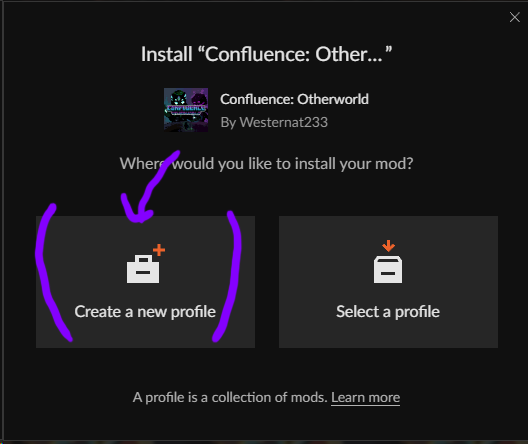 Install “Confluence: Other...”
Confluence: Otherworld
By Westernat233
Where would you like to install your mod?
Create a new profile
Select a profile
A profile is a collection of mods. Learn more